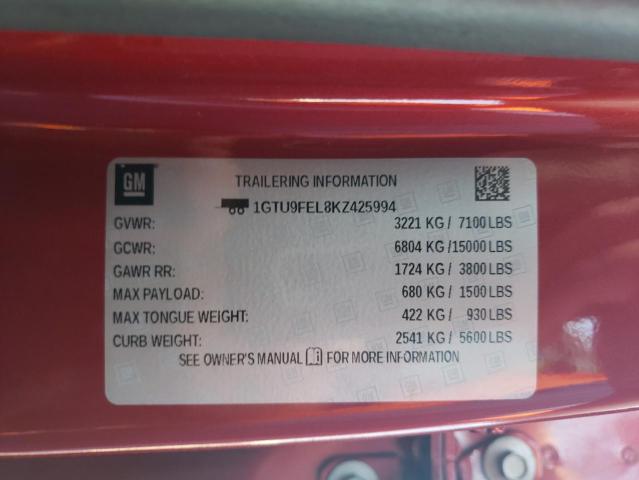 GM
TRAILERING INFORMATION
1GTU9FEL8KZ425994
GVWR: 3221 KG / 7100 LBS
GCWR: 6804 KG /15000 LBS
GAWR RR: 1724 KG / 3800 LBS
MAX PAYLOAD: 680 KG / 1500 LBS
MAX TONGUE WEIGHT: 422 KG / 930 LBS
CURB WEIGHT: 2541 KG / 5600 LBS
SEE OWNER'S MANUAL FOR MORE INFORMATION